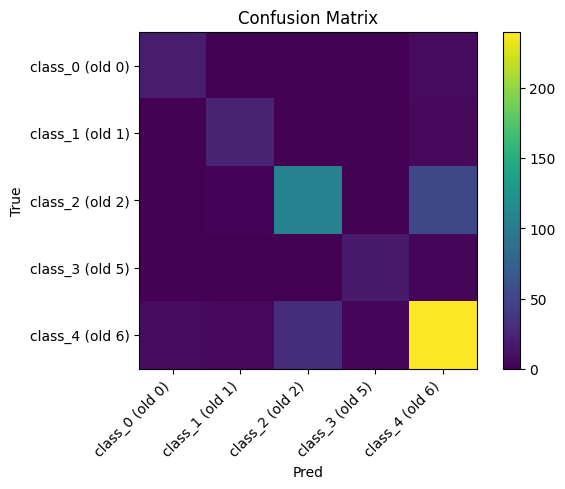 Confusion Matrix
True
class_0 (old 0)
class_1 (old 1)
class_2 (old 2)
class_3 (old 5)
class_4 (old 6)
class_0 (old 0)
class_1 (old 1)
class_2 (old 2)
class_3 (old 5)
class_4 (old 6)
Pred
200
150
100
50
0